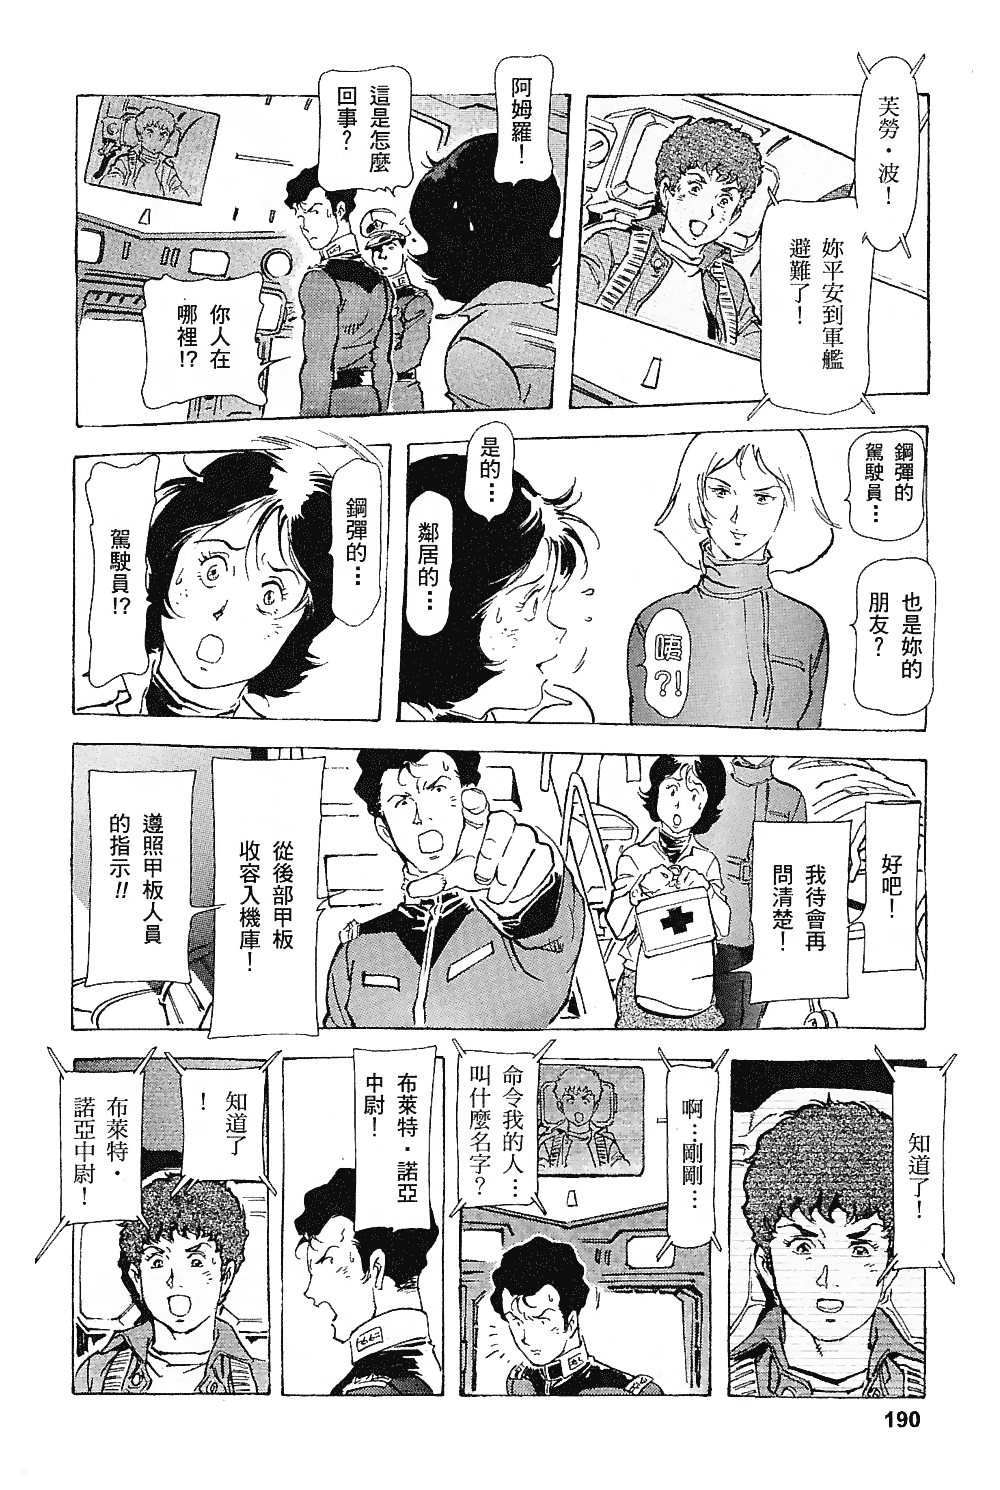 芙勞・波！
妳平安到軍艦
避難了！
阿姆羅！
這是怎麼
回事？
你人在
哪裡!?
鋼彈的
駕駛員…
也是妳的
朋友？
咦
?!
是的…
鄰居的…
鋼彈的…
駕駛員!?
好吧！
我待會再
問清楚！
從後部甲板
收容入機庫！
遵照甲板人員
的指示!!
知道了！
啊…剛剛…
命令我的人…
叫什麼名字？
布萊特・諾亞
中尉！
知道了
！
布萊特・
諾亞中尉！
190